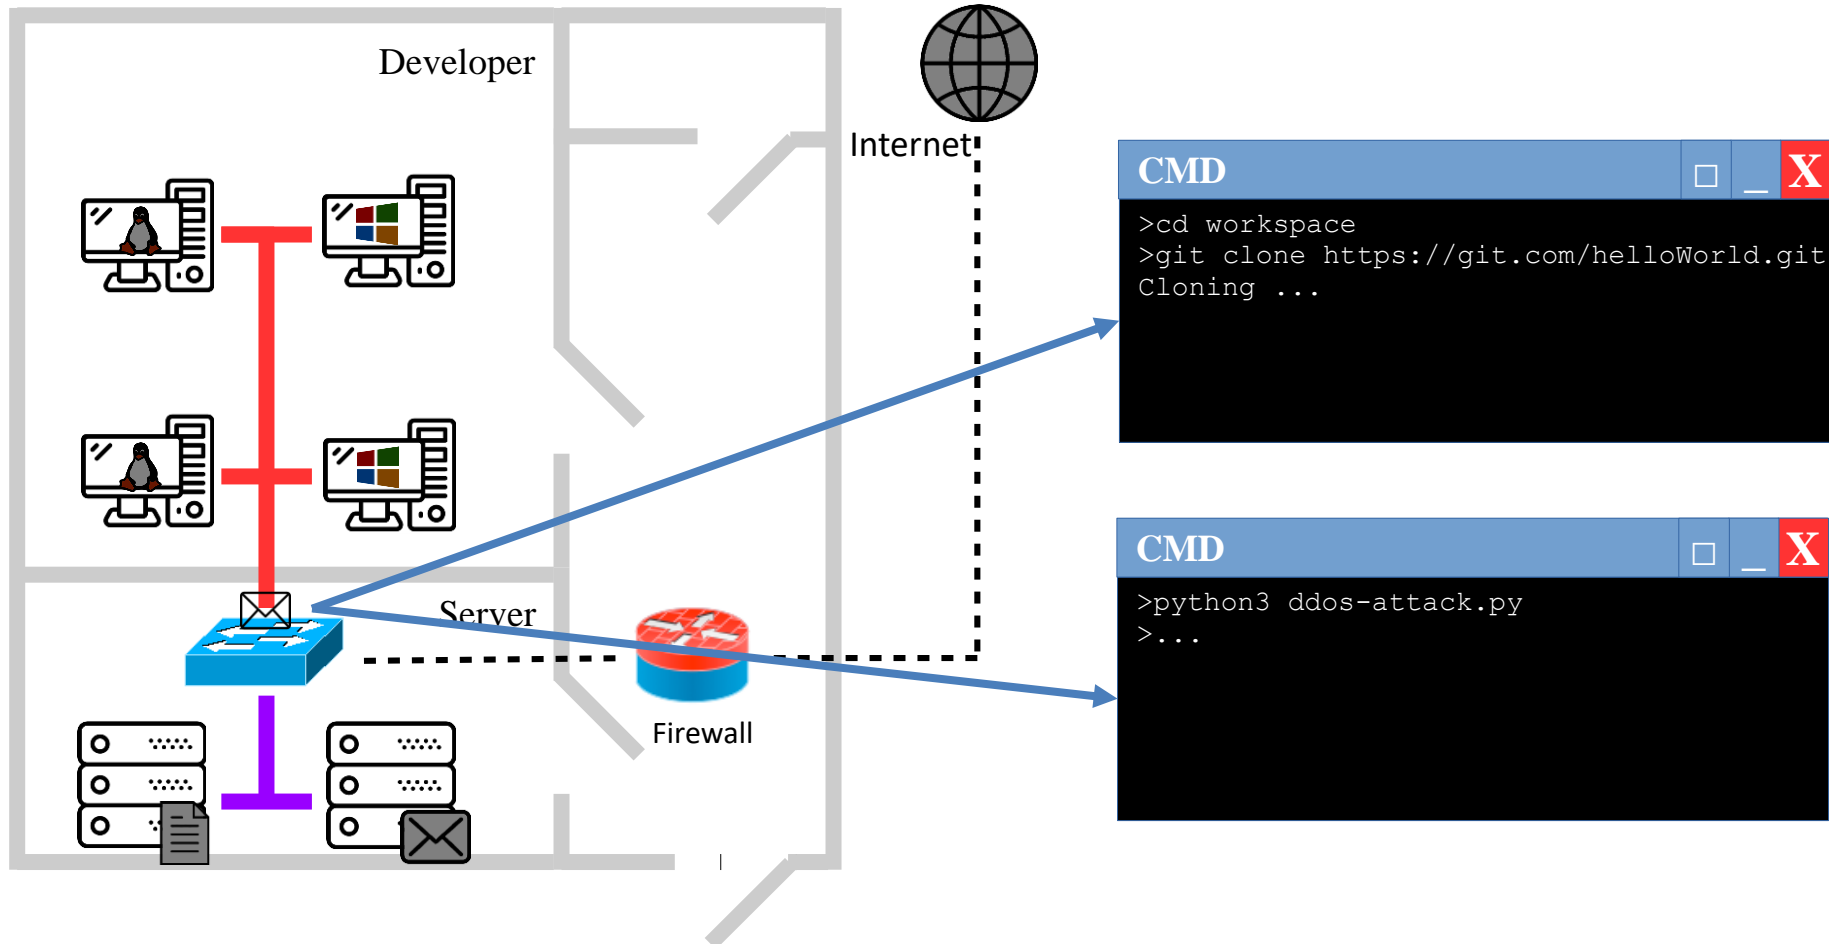 Developer
Internet
CMD
□ _ X
>cd workspace
>git clone https://git.com/helloWorld.git
Cloning ...
Server
Firewall
CMD
□ _ X
>python3 ddos-attack.py
>...